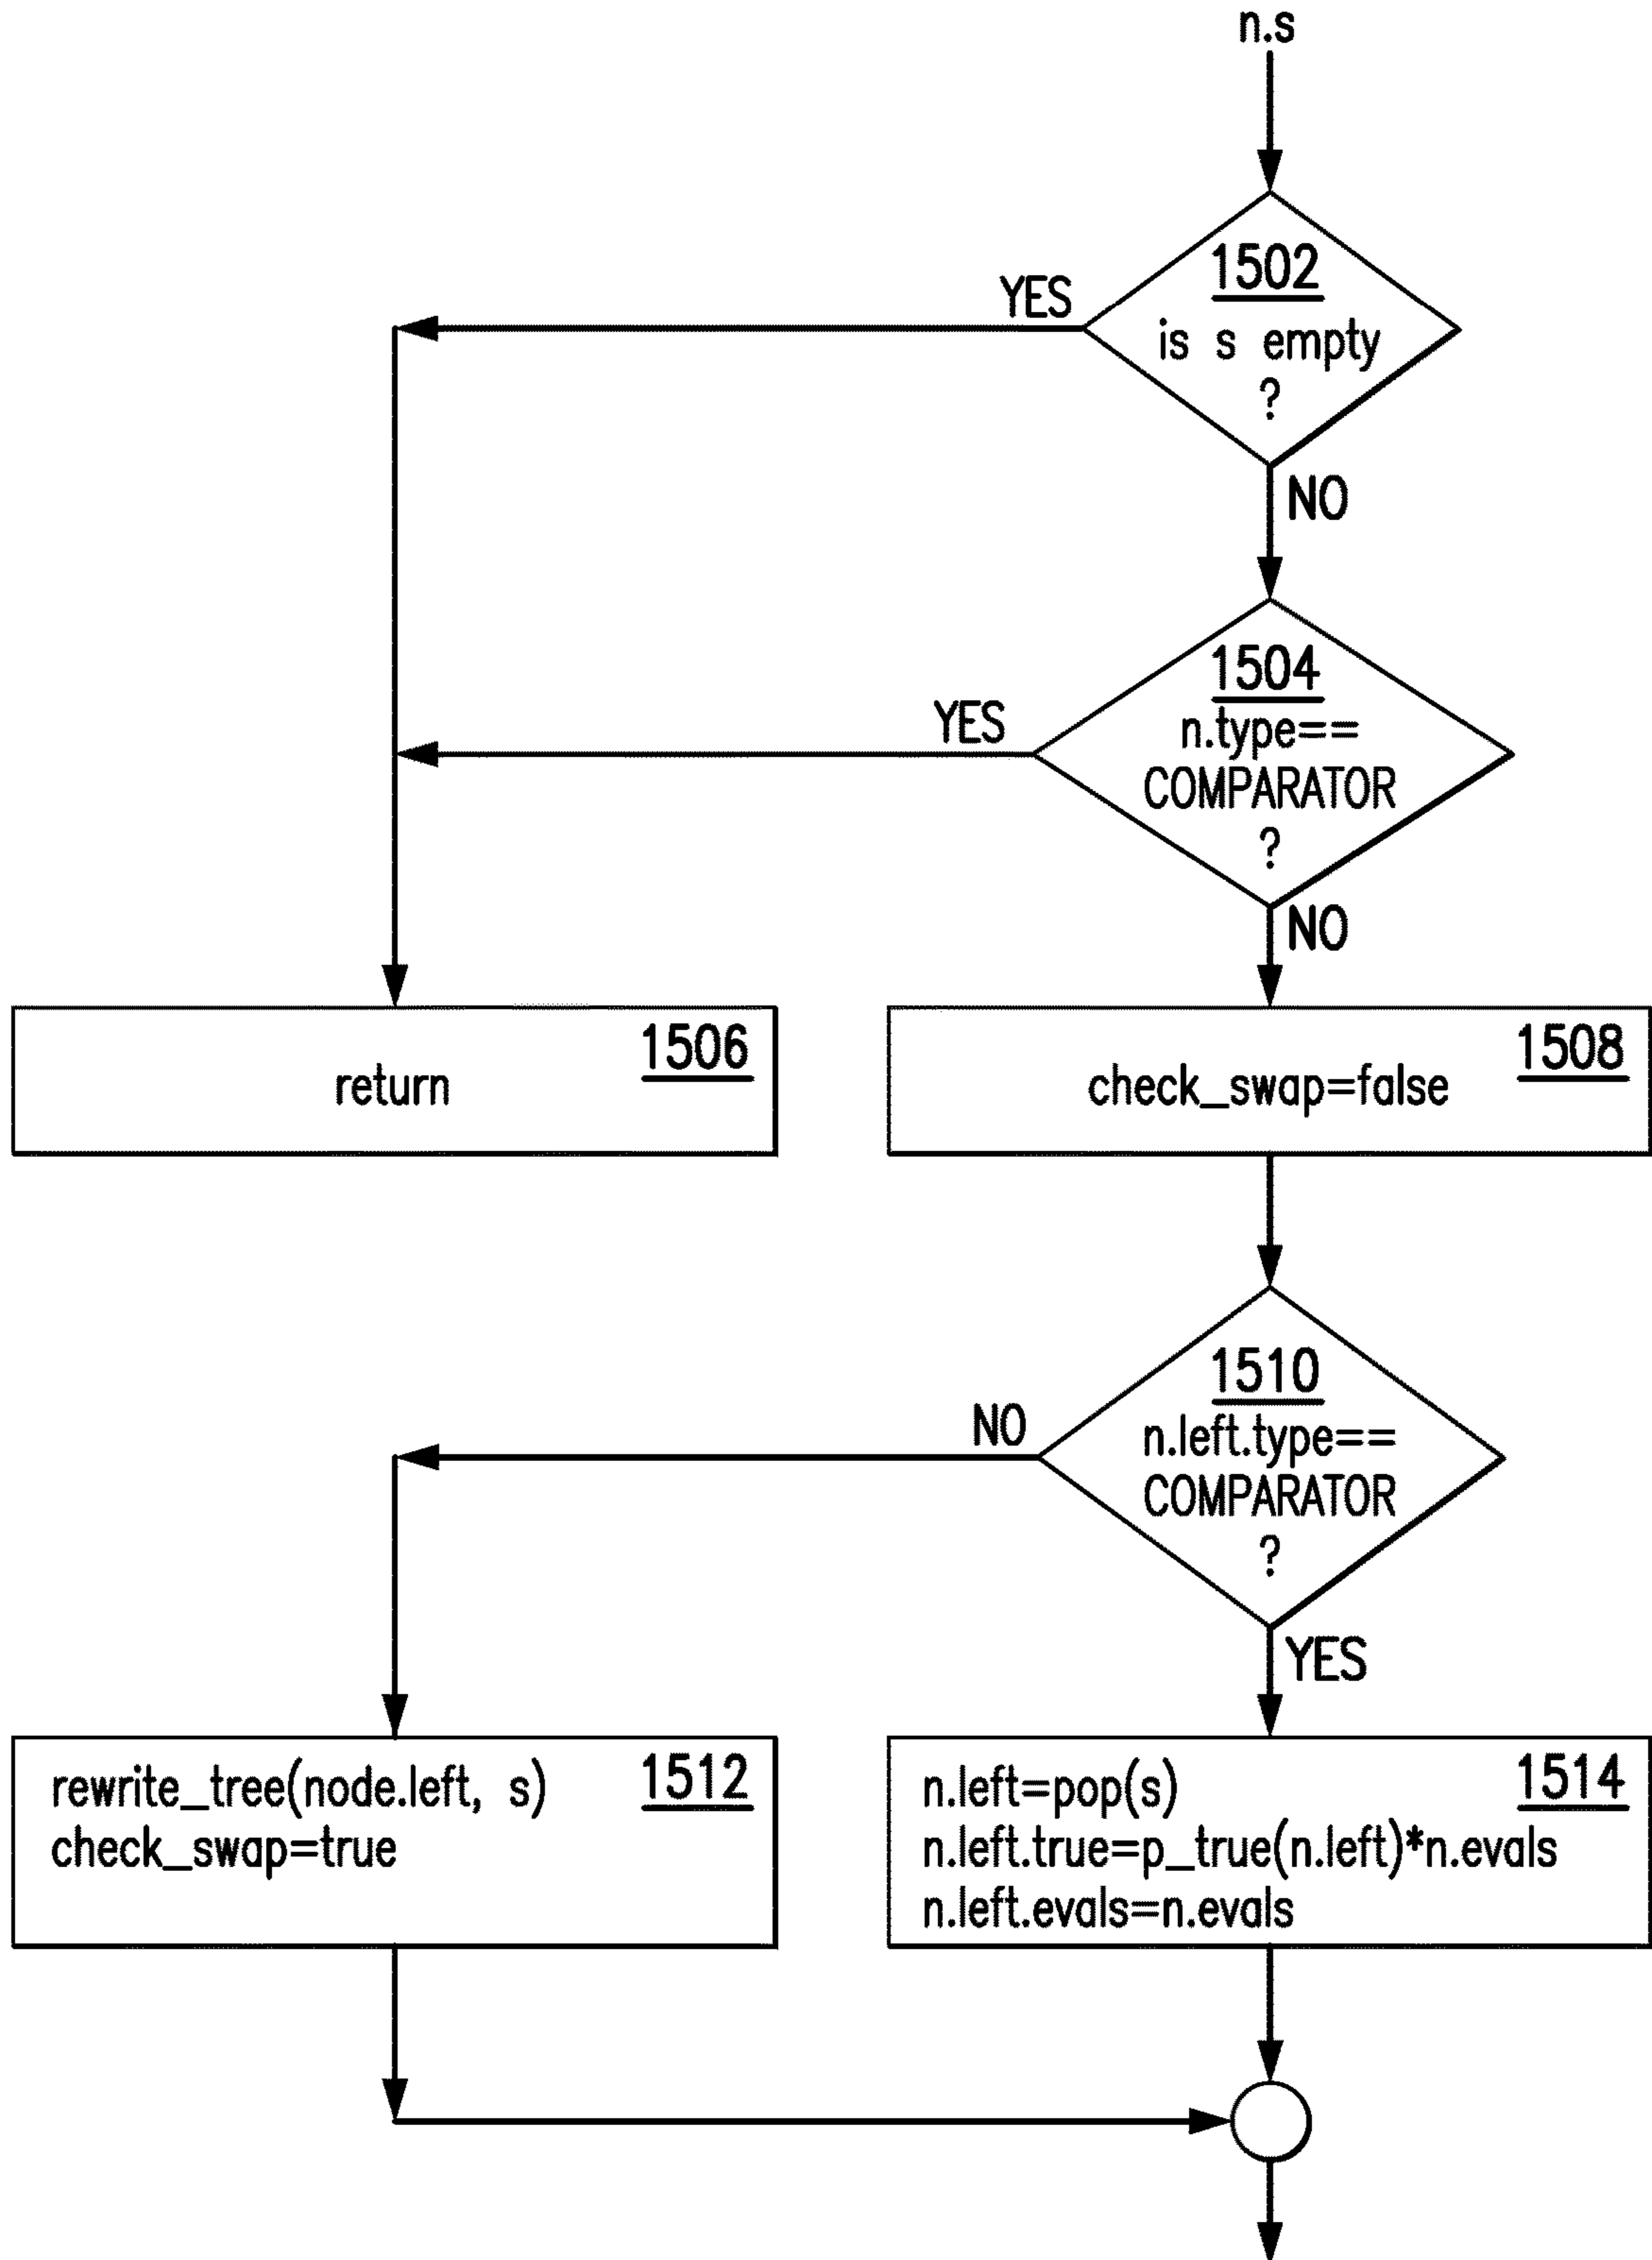 n.s
1502
YES
is s empty
?
NO
1504
YES
n.type==
COMPARATOR
?
NO
1506
return
1508
check_swap=false
1510
NO
n.left.type==
COMPARATOR
?
YES
1512
rewrite_tree(node.left, s)
check_swap=true
1514
n.left=pop(s)
n.left.true=p_true(n.left)*n.evals
n.left.evals=n.evals